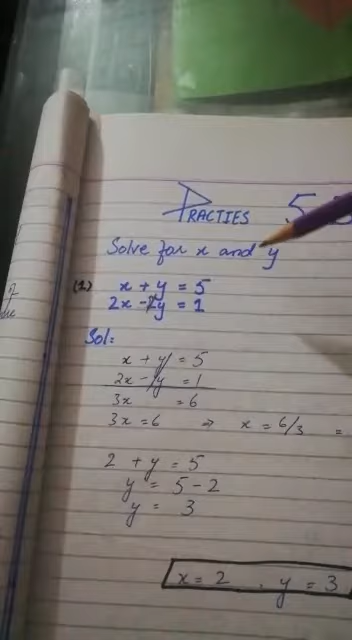 PRACTIES 5
Solve for x and y
(1) x + y = 5
2x - y = 1
Sol:
x + y = 5
2x - y = 1
3x = 6
3x = 6 ⇒ x = 6/3 =
2 + y = 5
y = 5 - 2
y = 3
x = 2 , y = 3